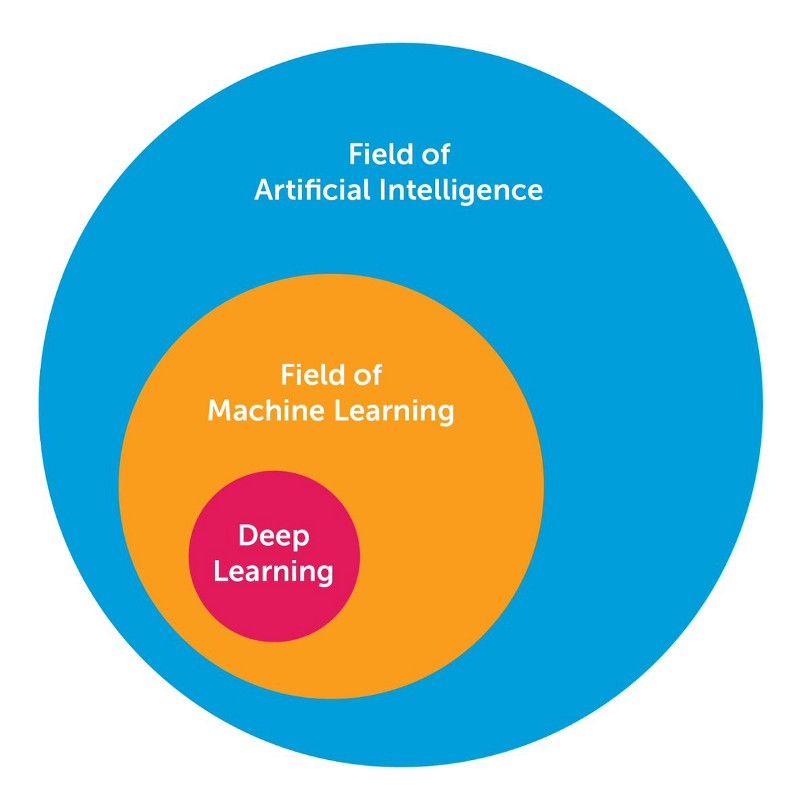 Field of
Artificial Intelligence
Field of
Machine Learning
Deep
Learning